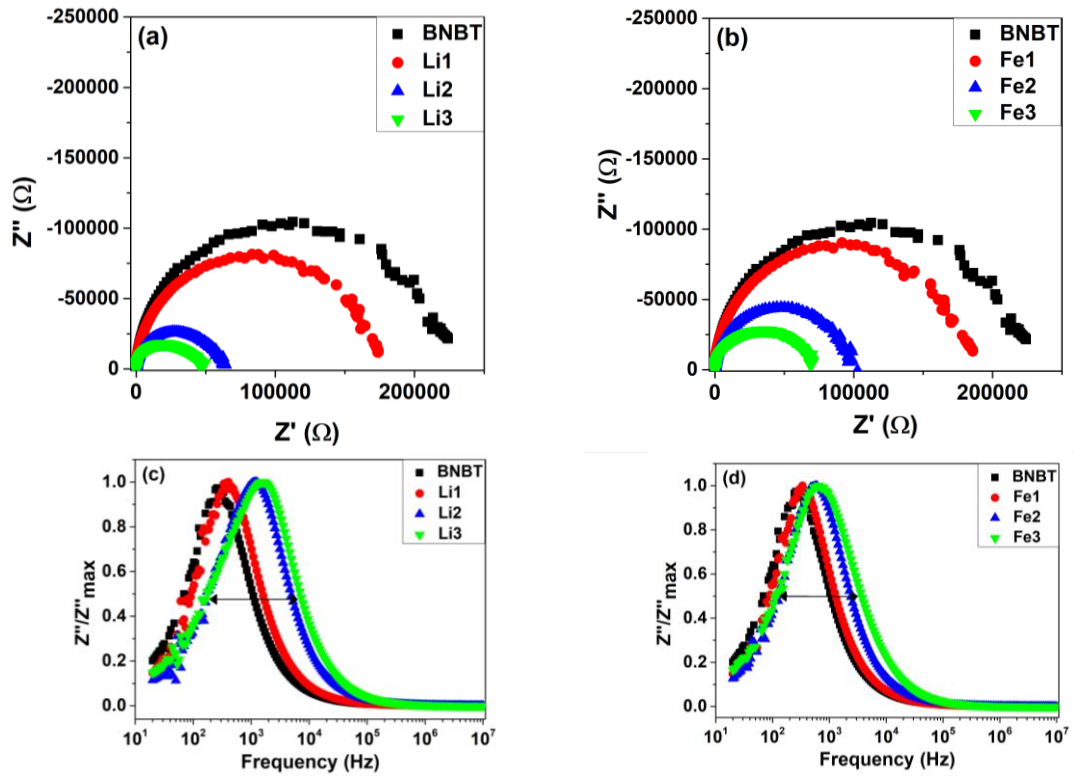 (a)
BNBT
Li1
Li2
Li3
-250000
-200000
-150000
-100000
-50000
0
Z'' (Ω)
0
100000
200000
Z' (Ω)
(b)
BNBT
Fe1
Fe2
Fe3
-250000
-200000
-150000
-100000
-50000
0
Z'' (Ω)
0
100000
200000
Z' (Ω)
(c)
BNBT
Li1
Li2
Li3
1.0
0.8
0.6
0.4
0.2
0.0
Z''/Z''max
10¹
10²
10³
10⁴
10⁵
10⁶
10⁷
Frequency (Hz)
(d)
BNBT
Fe1
Fe2
Fe3
1.0
0.8
0.6
0.4
0.2
0.0
Z''/Z''max
10¹
10²
10³
10⁴
10⁵
10⁶
10⁷
Frequency (Hz)